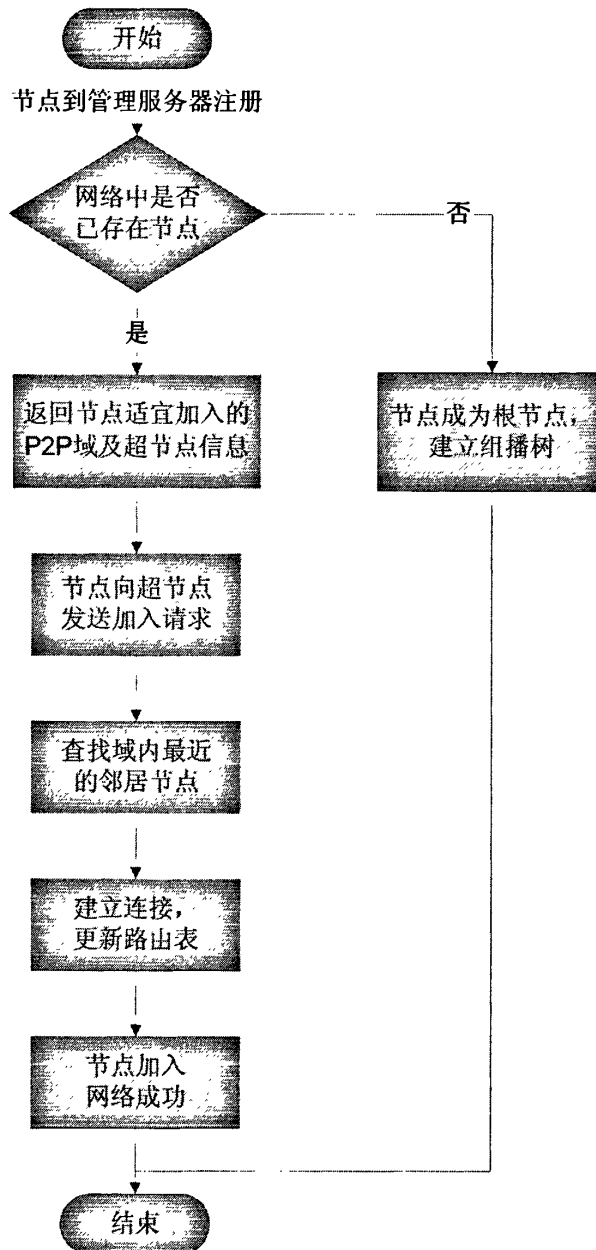 开始
节点到管理服务器注册
网络中是否
已存在节点
否
是
返回节点适宜加入的
P2P域及超节点信息
节点成为根节点，
建立组播树
节点向超节点
发送加入请求
查找域内最近
的邻居节点
建立连接，
更新路由表
节点加入
网络成功
结束